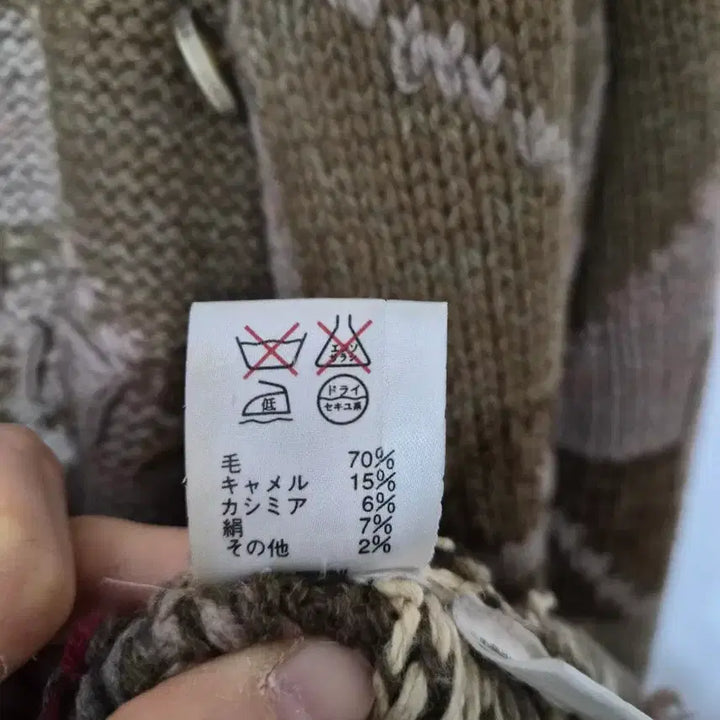 エンソ
サラシ
低
ドライ
セキユ系
毛 70%
キャメル 15%
カシミア 6%
絹 7%
その他 2%